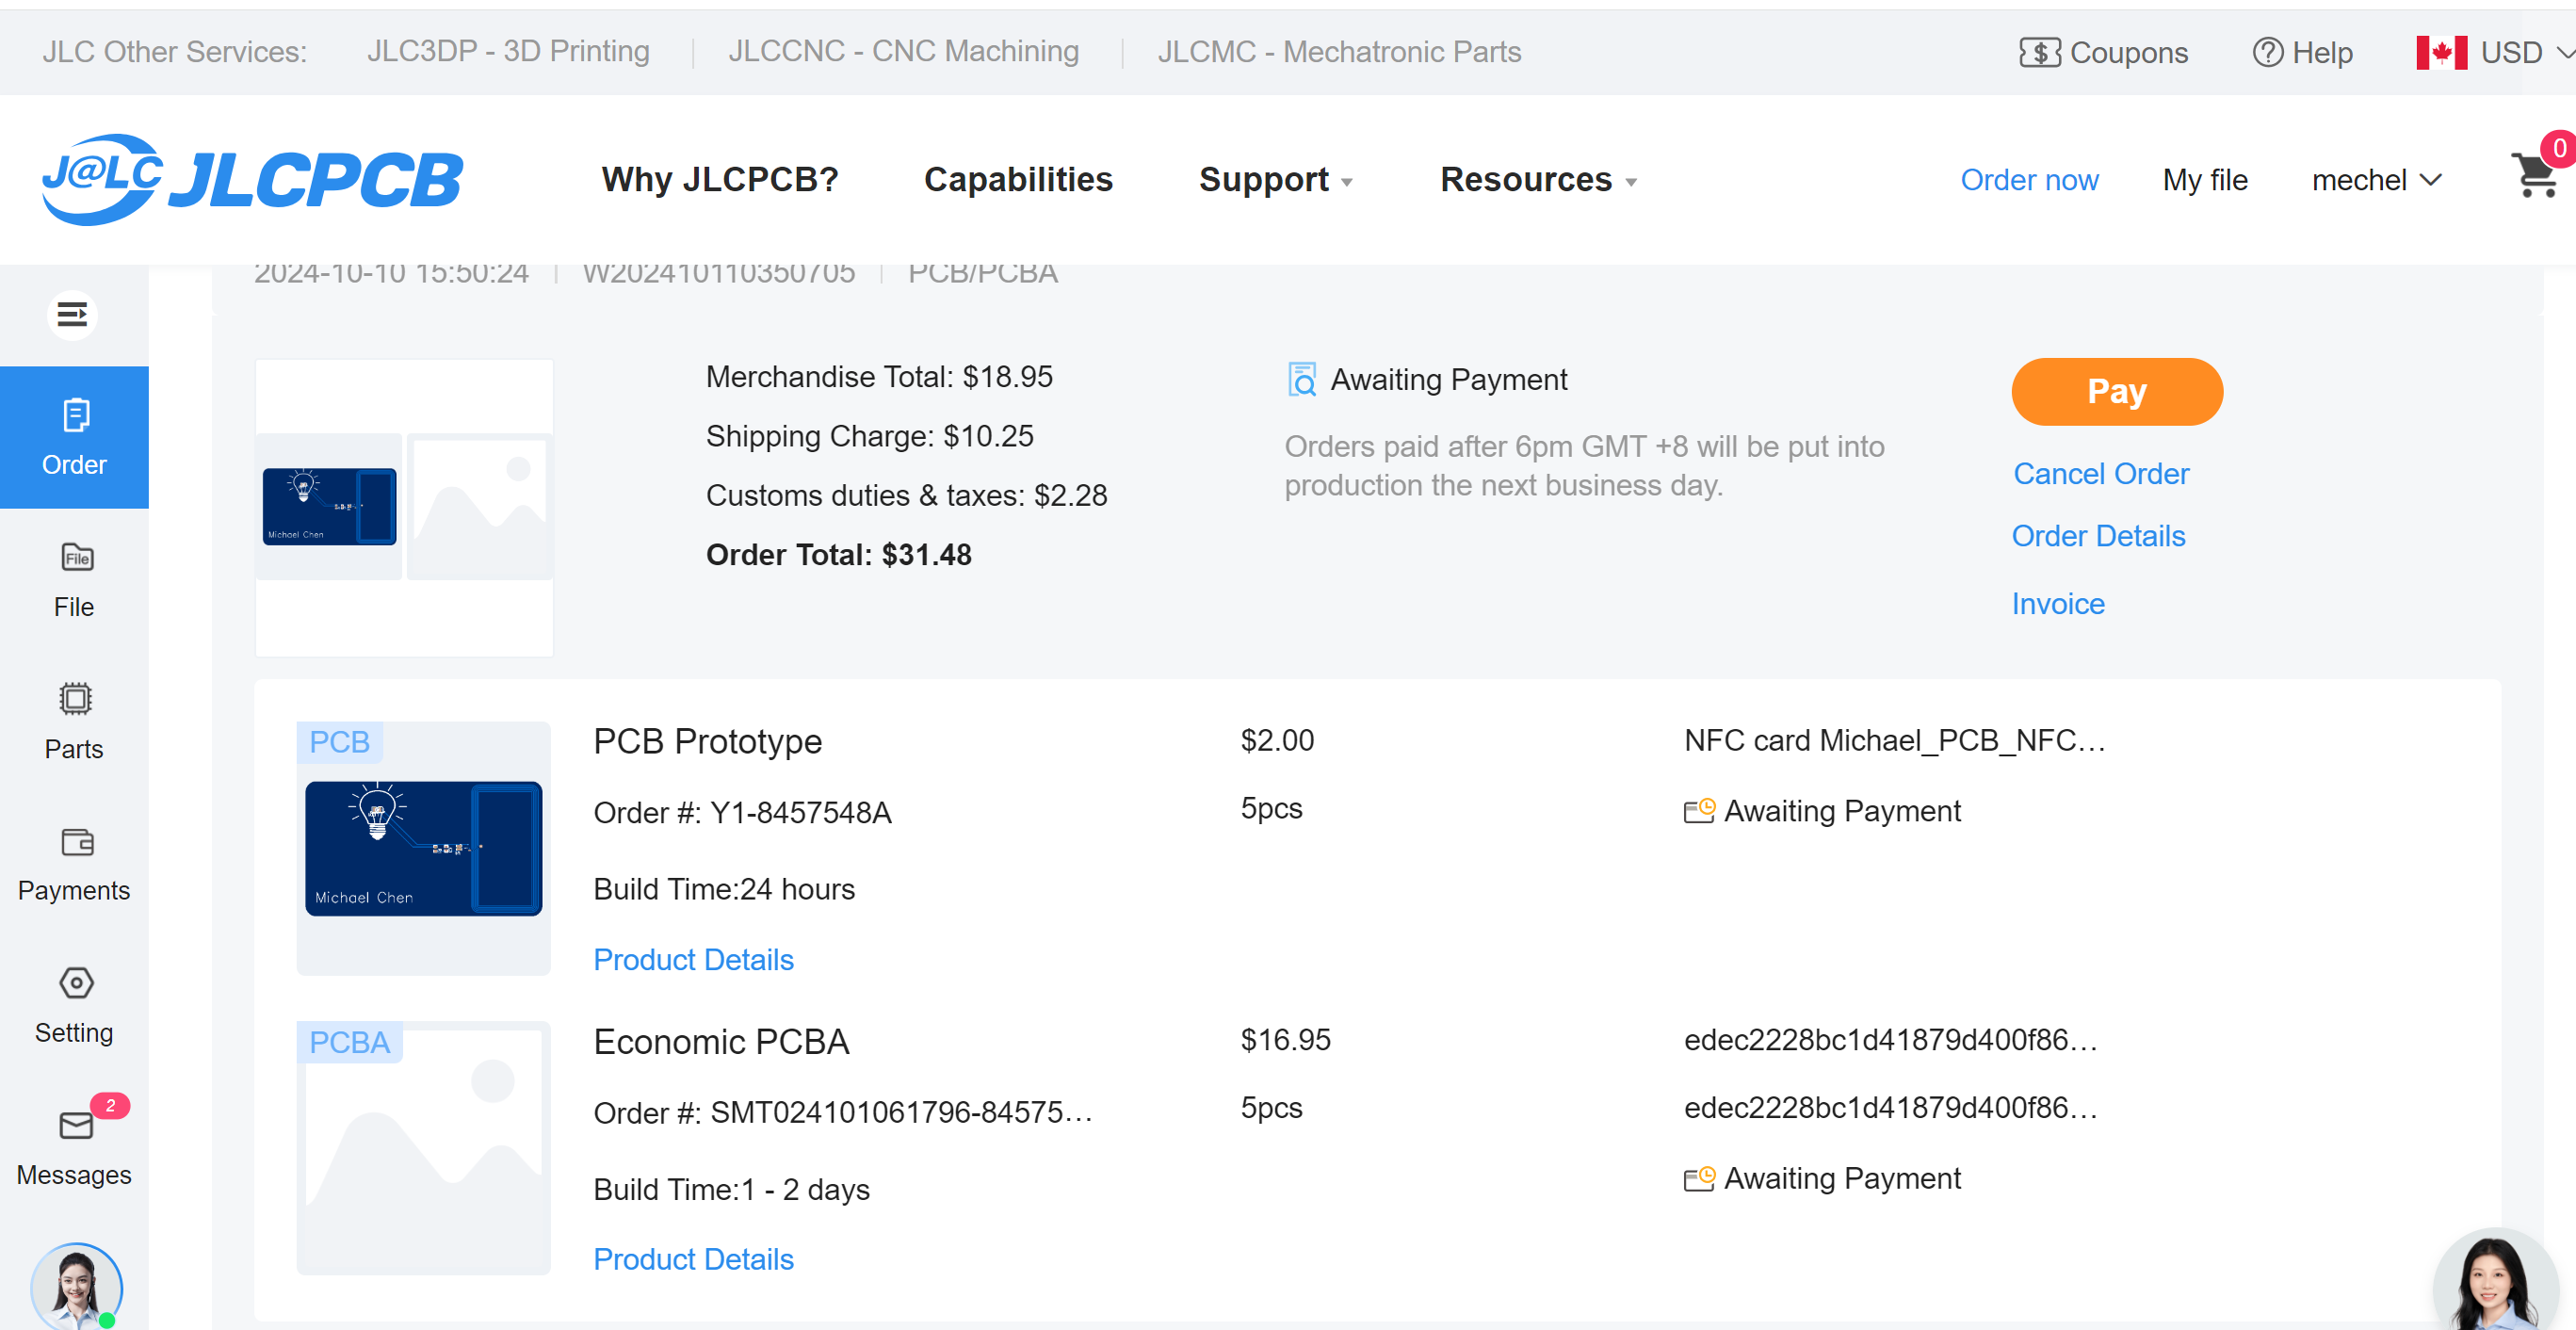 JLC Other Services: JLC3DP - 3D Printing JLCCNC - CNC Machining JLCMC - Mechatronic Parts Coupons Help USD
J@LC JLCPCB Why JLCPCB? Capabilities Support Resources Order now My file mechel 0
2024-10-10 15:50:24 W202410110350705 PCB/PCBA
Order
File
File
Parts
Payments
Setting
2
Messages
Michael Chen
Merchandise Total: $18.95
Shipping Charge: $10.25
Customs duties & taxes: $2.28
Order Total: $31.48
Awaiting Payment
Orders paid after 6pm GMT +8 will be put into
production the next business day.
Pay
Cancel Order
Order Details
Invoice
PCB
Michael Chen
PCB Prototype
Order #: Y1-8457548A
Build Time:24 hours
Product Details
$2.00
5pcs
NFC card Michael_PCB_NFC...
Awaiting Payment
PCBA
Economic PCBA
Order #: SMT024101061796-84575...
Build Time:1 - 2 days
Product Details
$16.95
5pcs
edec2228bc1d41879d400f86...
edec2228bc1d41879d400f86...
Awaiting Payment